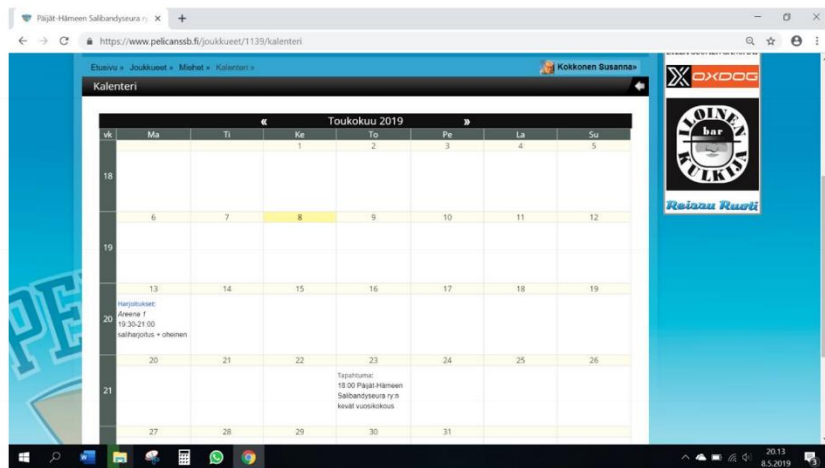 Päijät-Hämeen Salibandyseura ry
https://www.pelicanssb.fi/joukkueet/1139/kalenteri
Etusivu » Joukkueet » Miehet » Kalenteri »
Kokkonen Susanna»
Kalenteri
« Toukokuu 2019 »
vk Ma Ti Ke To Pe La Su
1 2 3 4 5
18
6 7 8 9 10 11 12
19
13 14 15 16 17 18 19
Harjoitukset:
Areena 1
19:30-21:00
saliharjoitus + oheinen
20
20 21 22 23 24 25 26
Tapahtuma:
18:00 Päijät-Hämeen
Salibandyseura ry:n
kevät vuosikokous
21
27 28 29 30 31
OXDOG
ILOINEN
bar
KULKIJA
Reissu Ruoti
PE
20.13
8.5.2019
3